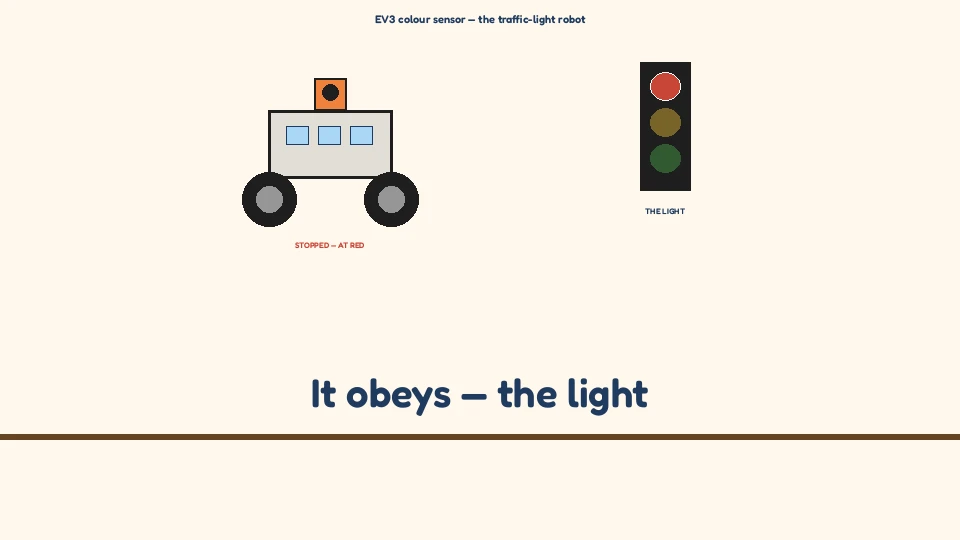 EV3 colour sensor — the traffic-light robot
THE LIGHT
STOPPED — AT RED
It obeys — the light